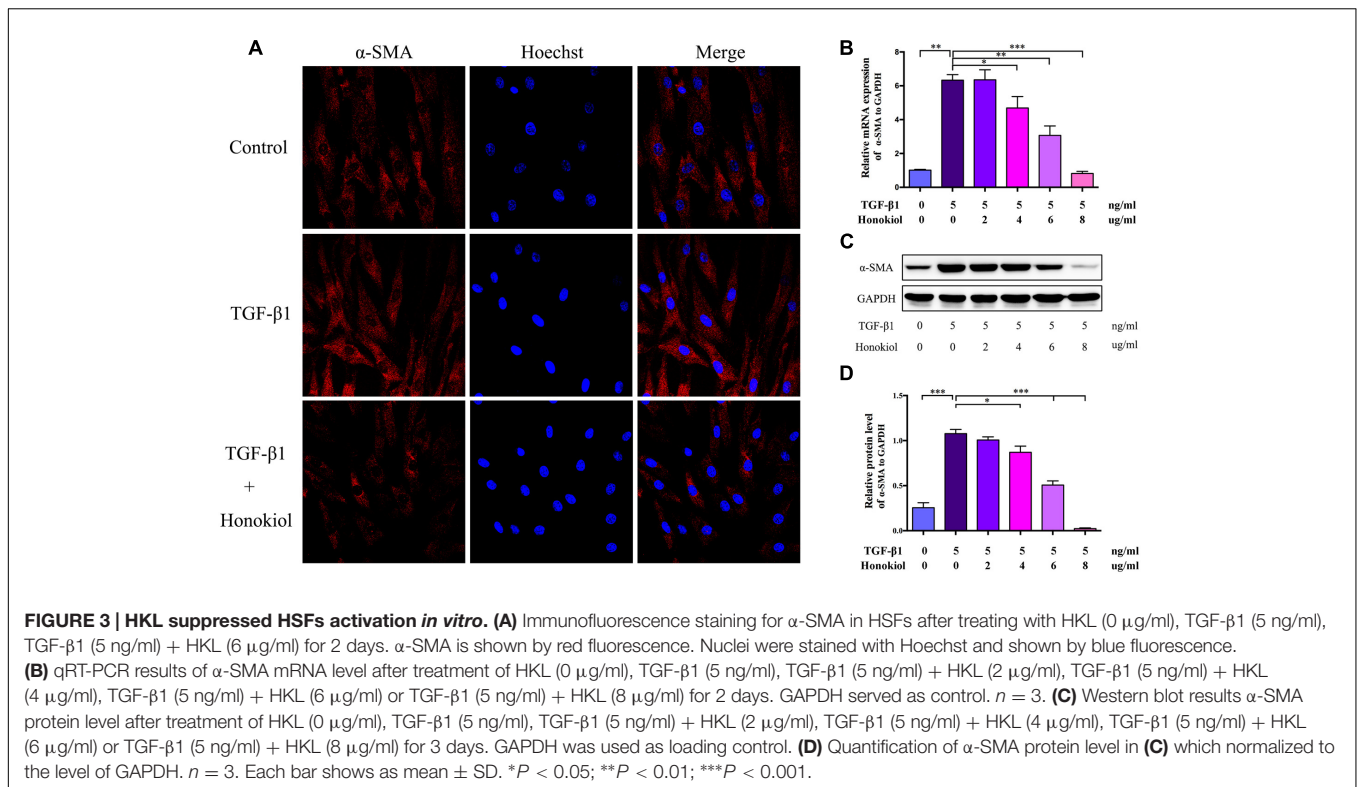 A
α-SMA Hoechst Merge
Control
TGF-β1
TGF-β1
+
Honokiol
B
** *** ** *
Relative mRNA expression
of α-SMA to GAPDH
8
6
4
2
0
TGF-β1 0 5 5 5 5 5 ng/ml
Honokiol 0 0 2 4 6 8 ug/ml
C
α-SMA
GAPDH
TGF-β1 0 5 5 5 5 5 ng/ml
Honokiol 0 0 2 4 6 8 ug/ml
D
*** *** *
Relative protein level
of α-SMA to GAPDH
1.5
1.0
0.5
0.0
TGF-β1 0 5 5 5 5 5 ng/ml
Honokiol 0 0 2 4 6 8 ug/ml
FIGURE 3 | HKL suppressed HSFs activation in vitro. (A) Immunofluorescence staining for α-SMA in HSFs after treating with HKL (0 μg/ml), TGF-β1 (5 ng/ml),
TGF-β1 (5 ng/ml) + HKL (6 μg/ml) for 2 days. α-SMA is shown by red fluorescence. Nuclei were stained with Hoechst and shown by blue fluorescence.
(B) qRT-PCR results of α-SMA mRNA level after treatment of HKL (0 μg/ml), TGF-β1 (5 ng/ml), TGF-β1 (5 ng/ml) + HKL (2 μg/ml), TGF-β1 (5 ng/ml) + HKL
(4 μg/ml), TGF-β1 (5 ng/ml) + HKL (6 μg/ml) or TGF-β1 (5 ng/ml) + HKL (8 μg/ml) for 2 days. GAPDH served as control. n = 3. (C) Western blot results α-SMA
protein level after treatment of HKL (0 μg/ml), TGF-β1 (5 ng/ml), TGF-β1 (5 ng/ml) + HKL (2 μg/ml), TGF-β1 (5 ng/ml) + HKL (4 μg/ml), TGF-β1 (5 ng/ml) + HKL
(6 μg/ml) or TGF-β1 (5 ng/ml) + HKL (8 μg/ml) for 3 days. GAPDH was used as loading control. (D) Quantification of α-SMA protein level in (C) which normalized to
the level of GAPDH. n = 3. Each bar shows as mean ± SD. *P < 0.05; **P < 0.01; ***P < 0.001.